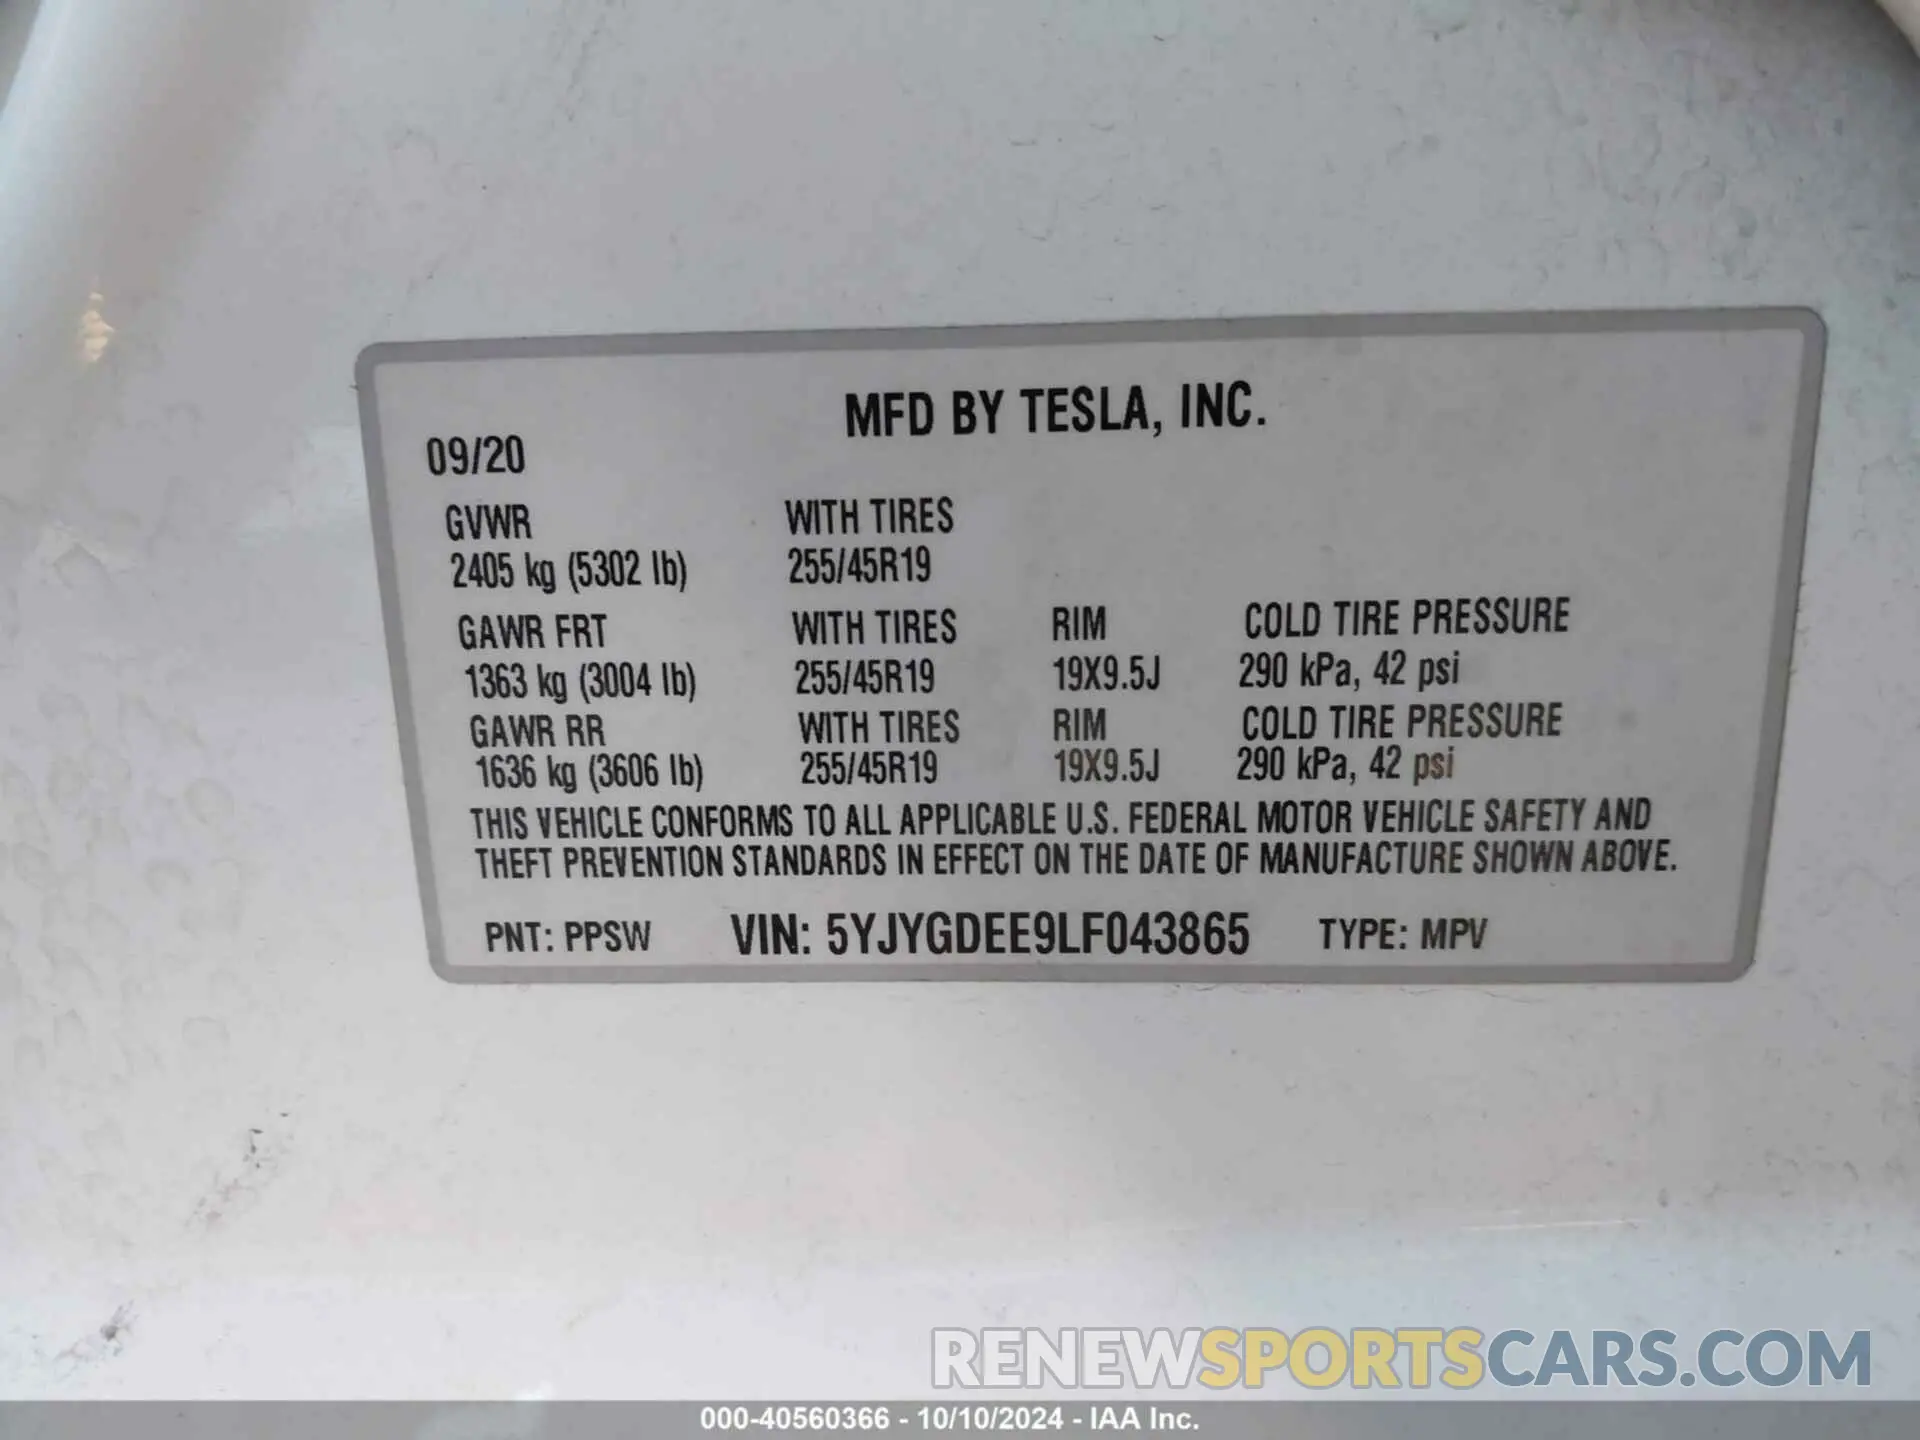 MFD BY TESLA, INC.
09/20
GVWR WITH TIRES
2405 kg (5302 lb) 255/45R19
GAWR FRT WITH TIRES RIM COLD TIRE PRESSURE
1363 kg (3004 lb) 255/45R19 19X9.5J 290 kPa, 42 psi
GAWR RR WITH TIRES RIM COLD TIRE PRESSURE
1636 kg (3606 lb) 255/45R19 19X9.5J 290 kPa, 42 psi
THIS VEHICLE CONFORMS TO ALL APPLICABLE U.S. FEDERAL MOTOR VEHICLE SAFETY AND
THEFT PREVENTION STANDARDS IN EFFECT ON THE DATE OF MANUFACTURE SHOWN ABOVE.
PNT: PPSW VIN: 5YJYGDEE9LF043865 TYPE: MPV
RENEWSPORTSCARS.COM
000-40560366 - 10/10/2024 - IAA Inc.